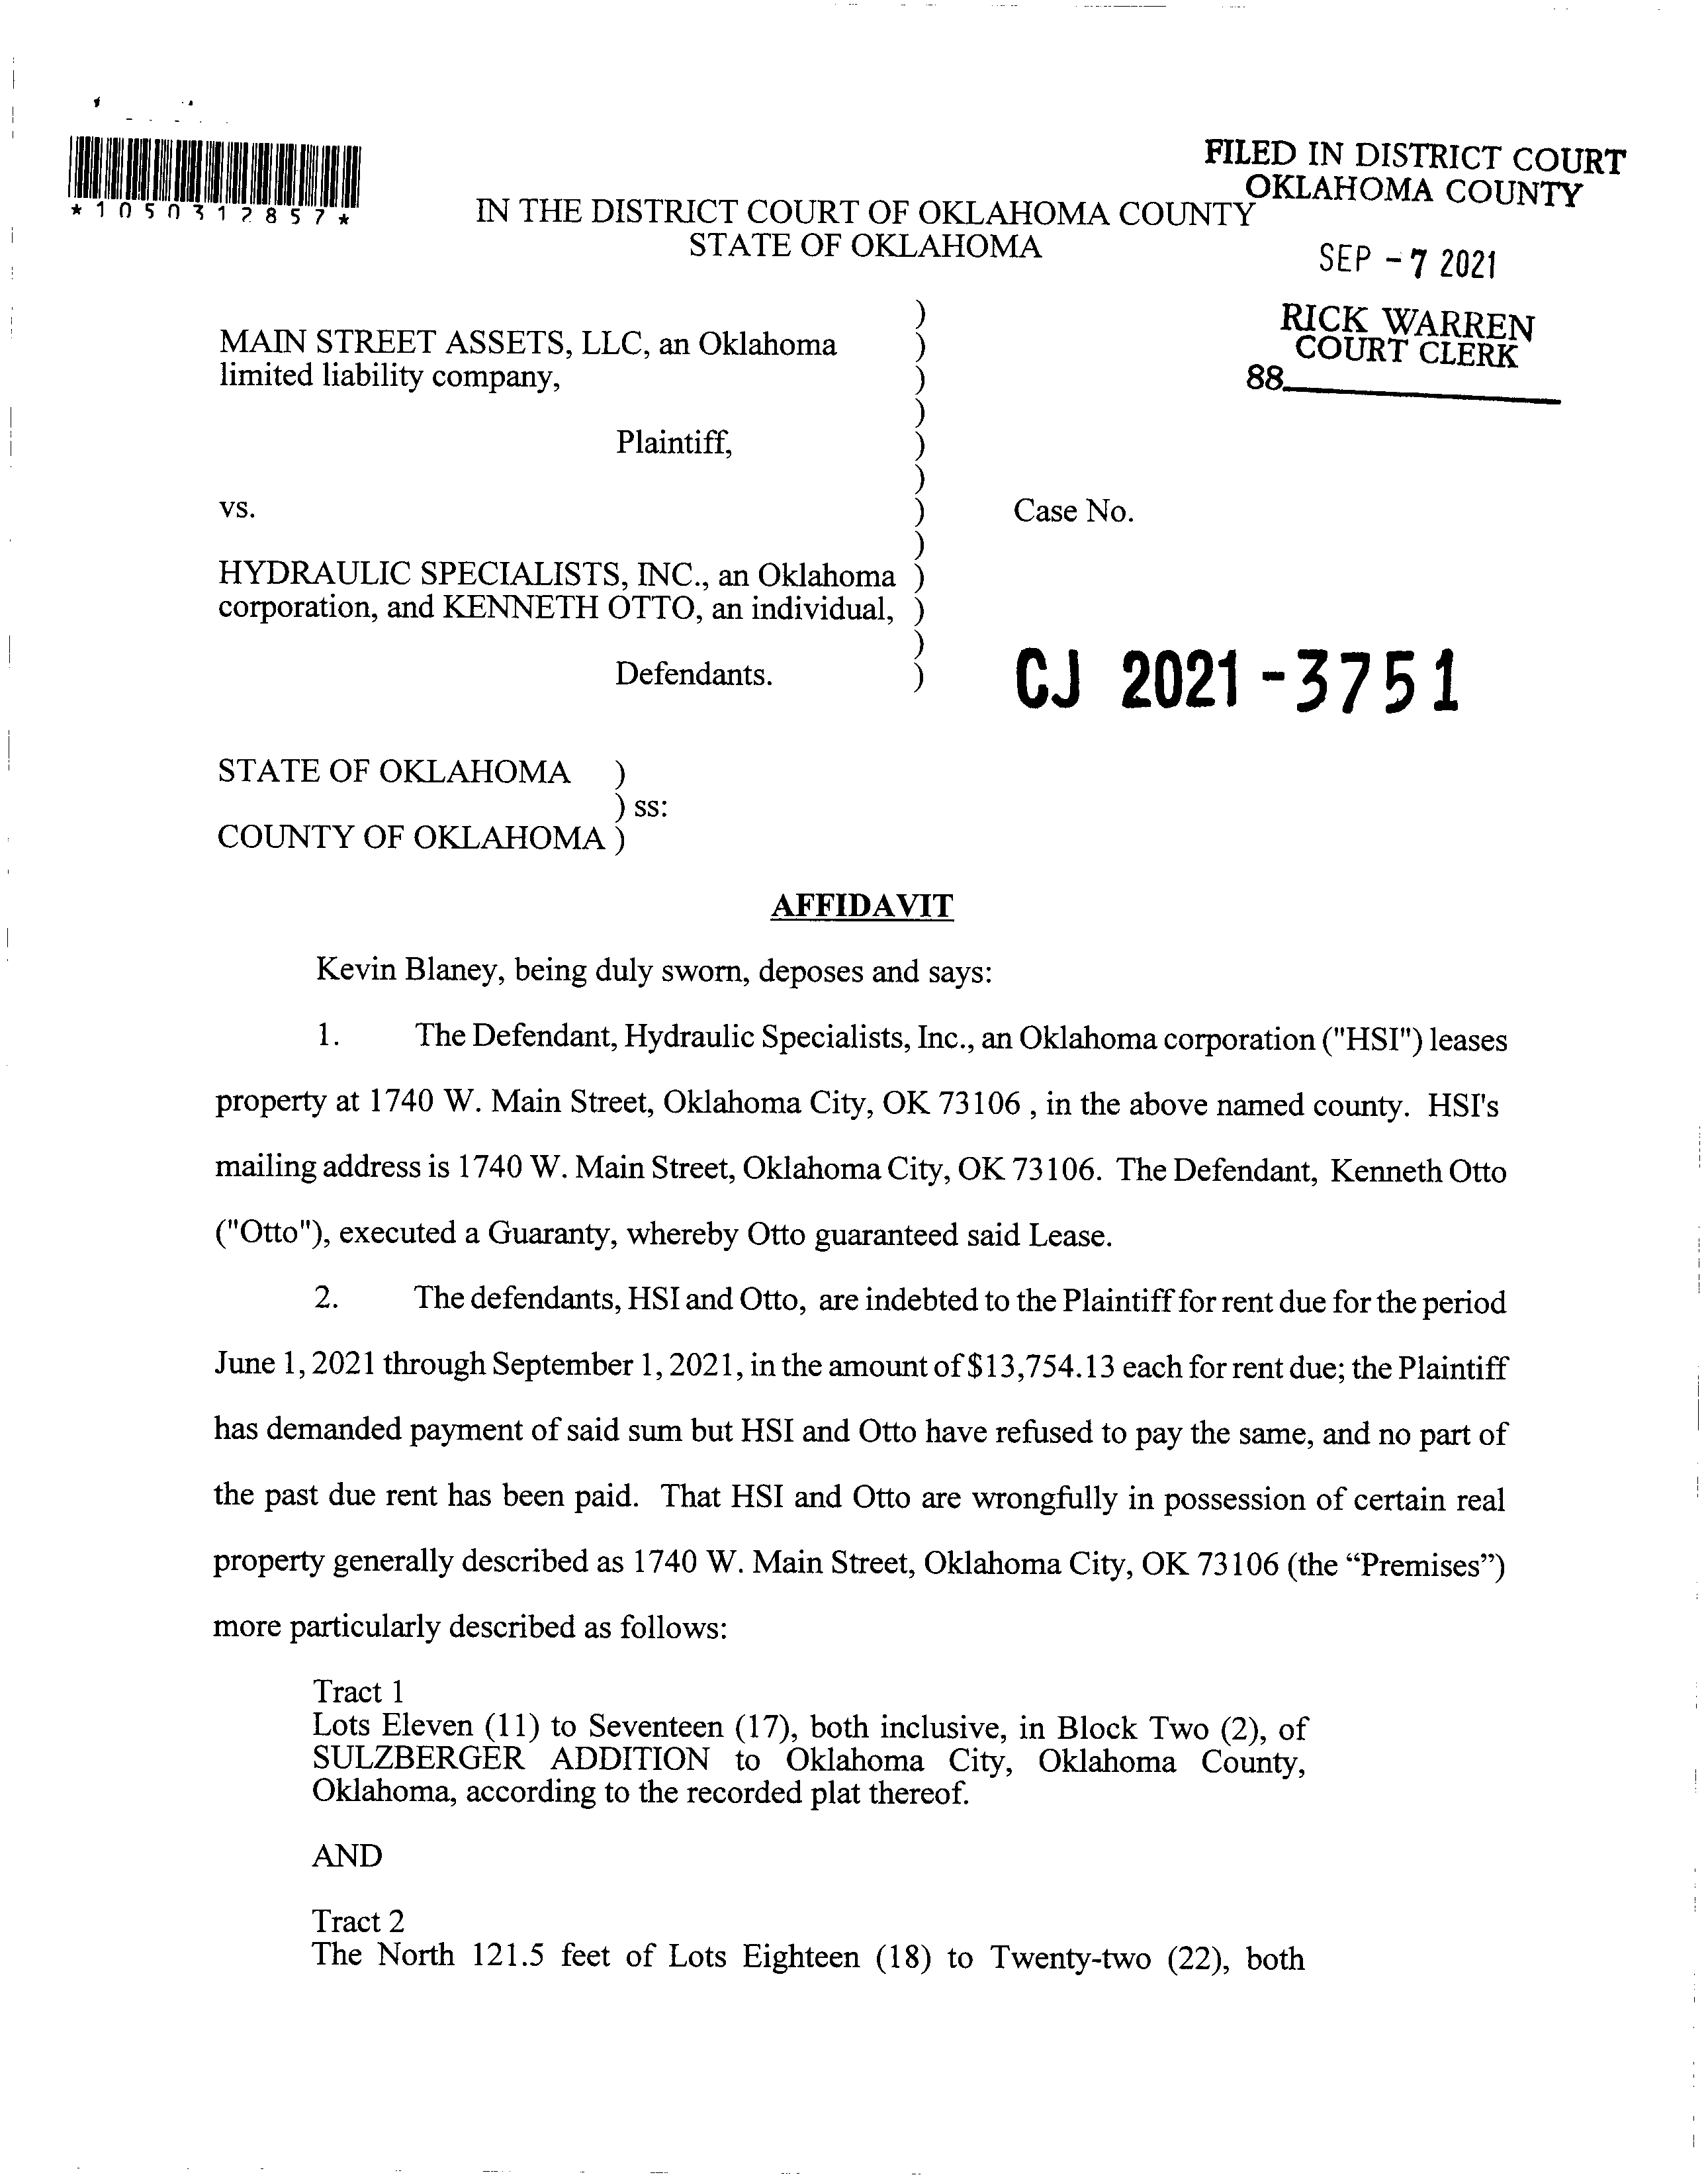 FILED IN DISTRICT COURT
OKLAHOMA COUNTY
*1050312857*
IN THE DISTRICT COURT OF OKLAHOMA COUNTY
STATE OF OKLAHOMA
SEP - 7 2021
RICK WARREN
COURT CLERK
88
MAIN STREET ASSETS, LLC, an Oklahoma )
limited liability company, )
Plaintiff, )
vs. ) Case No.
HYDRAULIC SPECIALISTS, INC., an Oklahoma )
corporation, and KENNETH OTTO, an individual, )
Defendants. )
CJ 2021-3751
STATE OF OKLAHOMA )
) ss:
COUNTY OF OKLAHOMA )
AFFIDAVIT
Kevin Blaney, being duly sworn, deposes and says:
1. The Defendant, Hydraulic Specialists, Inc., an Oklahoma corporation ("HSI") leases
property at 1740 W. Main Street, Oklahoma City, OK 73106 , in the above named county. HSI's
mailing address is 1740 W. Main Street, Oklahoma City, OK 73106. The Defendant, Kenneth Otto
("Otto"), executed a Guaranty, whereby Otto guaranteed said Lease.
2. The defendants, HSI and Otto, are indebted to the Plaintiff for rent due for the period
June 1, 2021 through September 1, 2021, in the amount of $13,754.13 each for rent due; the Plaintiff
has demanded payment of said sum but HSI and Otto have refused to pay the same, and no part of
the past due rent has been paid. That HSI and Otto are wrongfully in possession of certain real
property generally described as 1740 W. Main Street, Oklahoma City, OK 73106 (the “Premises”)
more particularly described as follows:
Tract 1
Lots Eleven (11) to Seventeen (17), both inclusive, in Block Two (2), of
SULZBERGER ADDITION to Oklahoma City, Oklahoma County,
Oklahoma, according to the recorded plat thereof.
AND
Tract 2
The North 121.5 feet of Lots Eighteen (18) to Twenty-two (22), both